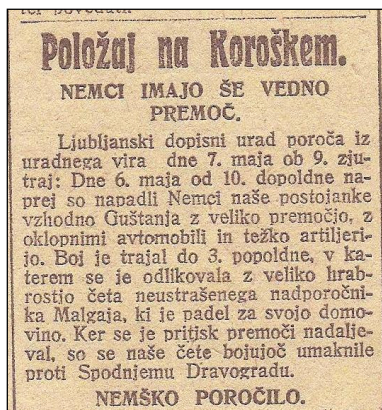 Položaj na Koroškem.
NEMCI IMAJO ŠE VEDNO
PREMOČ.
Ljubljanski dopisni urad poroča iz
uradnega vira dne 7. maja ob 9. zju-
traj: Dne 6. maja od 10. dopoldne na-
prej so napadli Nemci naše postojanke
vzhodno Guštanja z veliko premočjo, z
oklopnimi avtomobili in težko artiljeri-
jo. Boj je trajal do 3. popoldne, v ka-
terem se je odlikovala z veliko hrab-
rostjo četa neustrašenega nadporočni-
ka Malgaja, ki je padel za svojo domo-
vino. Ker se je pritisk premoči nadalje-
val, so se naše čete bojujoč umaknile
proti Spodnjemu Dravogradu.
NEMŠKO POROČILO.